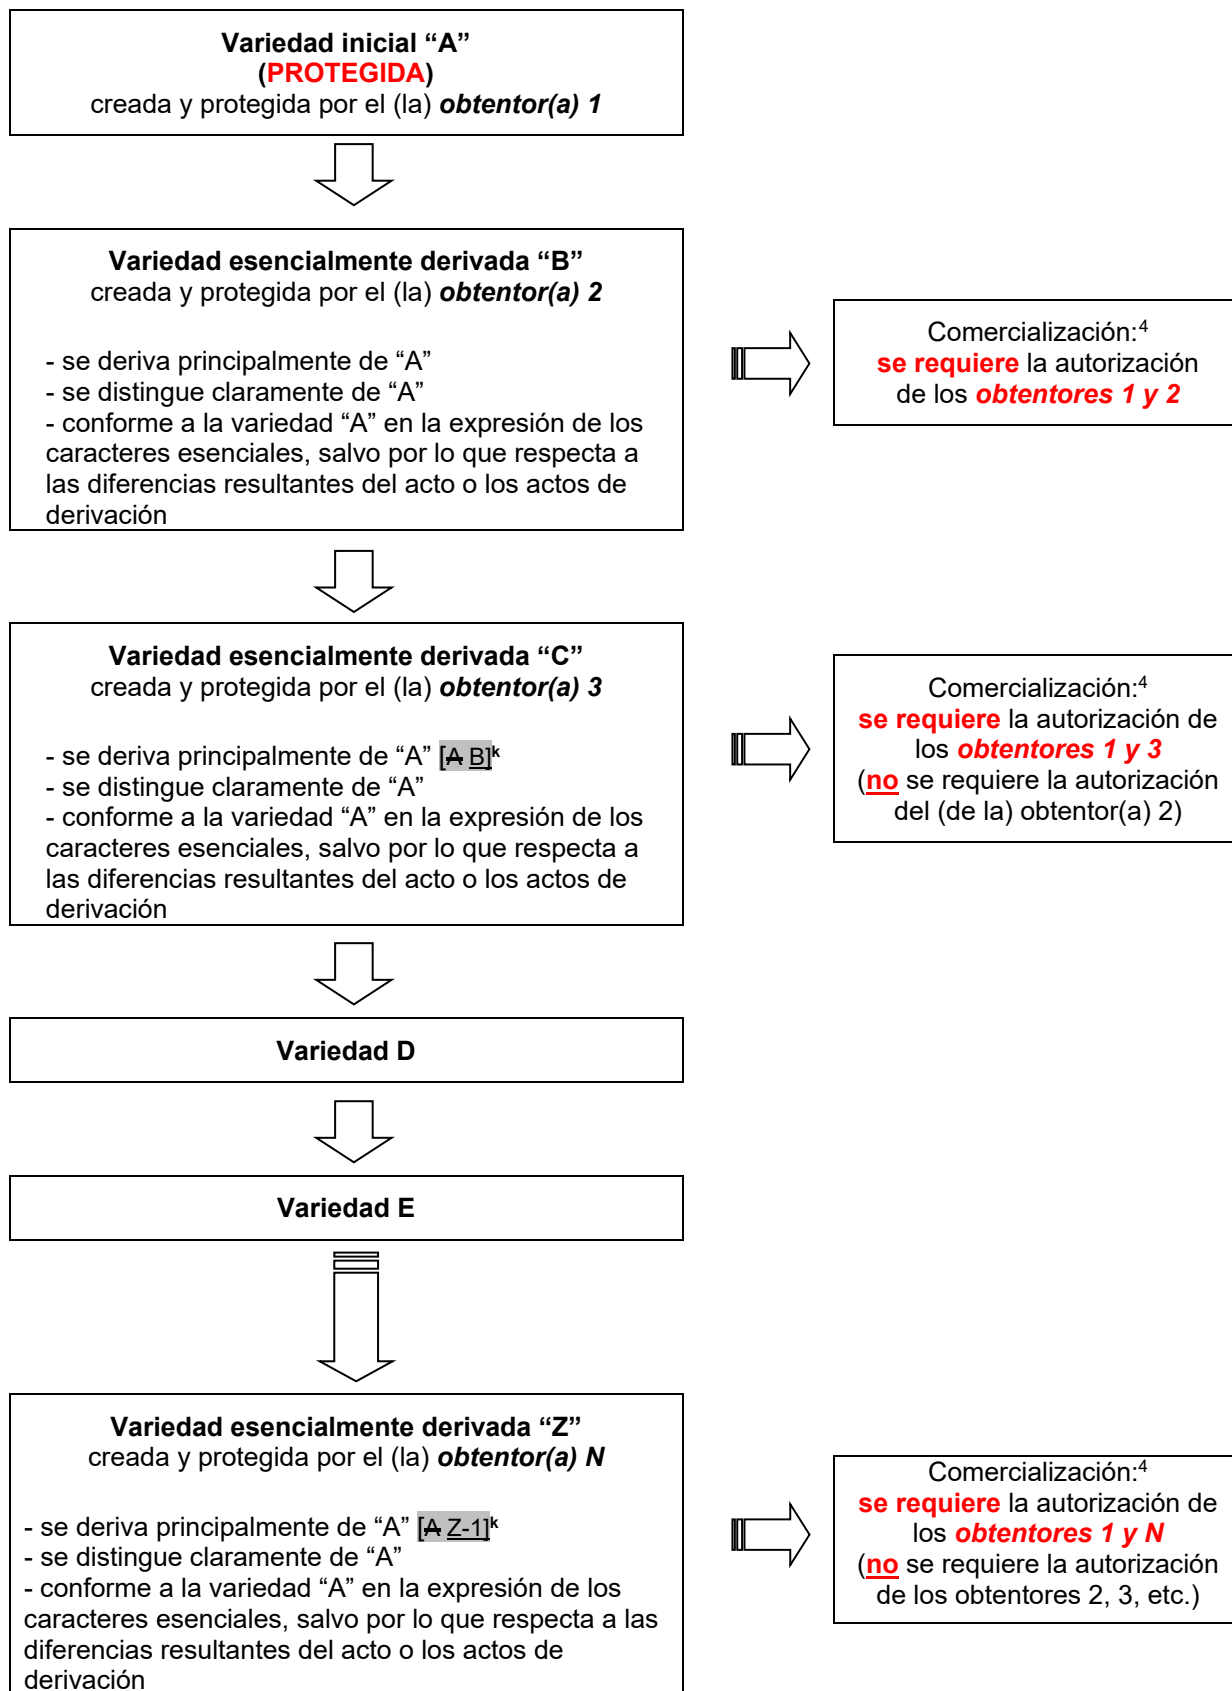 Variedad inicial “A”
(PROTEGIDA)
creada y protegida por el (la) obtentor(a) 1
Variedad esencialmente derivada “B”
creada y protegida por el (la) obtentor(a) 2
- se deriva principalmente de “A”
- se distingue claramente de “A”
- conforme a la variedad “A” en la expresión de los
caracteres esenciales, salvo por lo que respecta a
las diferencias resultantes del acto o los actos de
derivación
Comercialización:4
se requiere la autorización
de los obtentores 1 y 2
Variedad esencialmente derivada “C”
creada y protegida por el (la) obtentor(a) 3
- se deriva principalmente de “A” [A B]k
- se distingue claramente de “A”
- conforme a la variedad “A” en la expresión de los
caracteres esenciales, salvo por lo que respecta a
las diferencias resultantes del acto o los actos de
derivación
Comercialización:4
se requiere la autorización de
los obtentores 1 y 3
(no se requiere la autorización
del (de la) obtentor(a) 2)
Variedad D
Variedad E
Variedad esencialmente derivada “Z”
creada y protegida por el (la) obtentor(a) N
- se deriva principalmente de “A” [A Z-1]k
- se distingue claramente de “A”
- conforme a la variedad “A” en la expresión de los
caracteres esenciales, salvo por lo que respecta a las
diferencias resultantes del acto o los actos de
derivación
Comercialización:4
se requiere la autorización de
los obtentores 1 y N
(no se requiere la autorización
de los obtentores 2, 3, etc.)